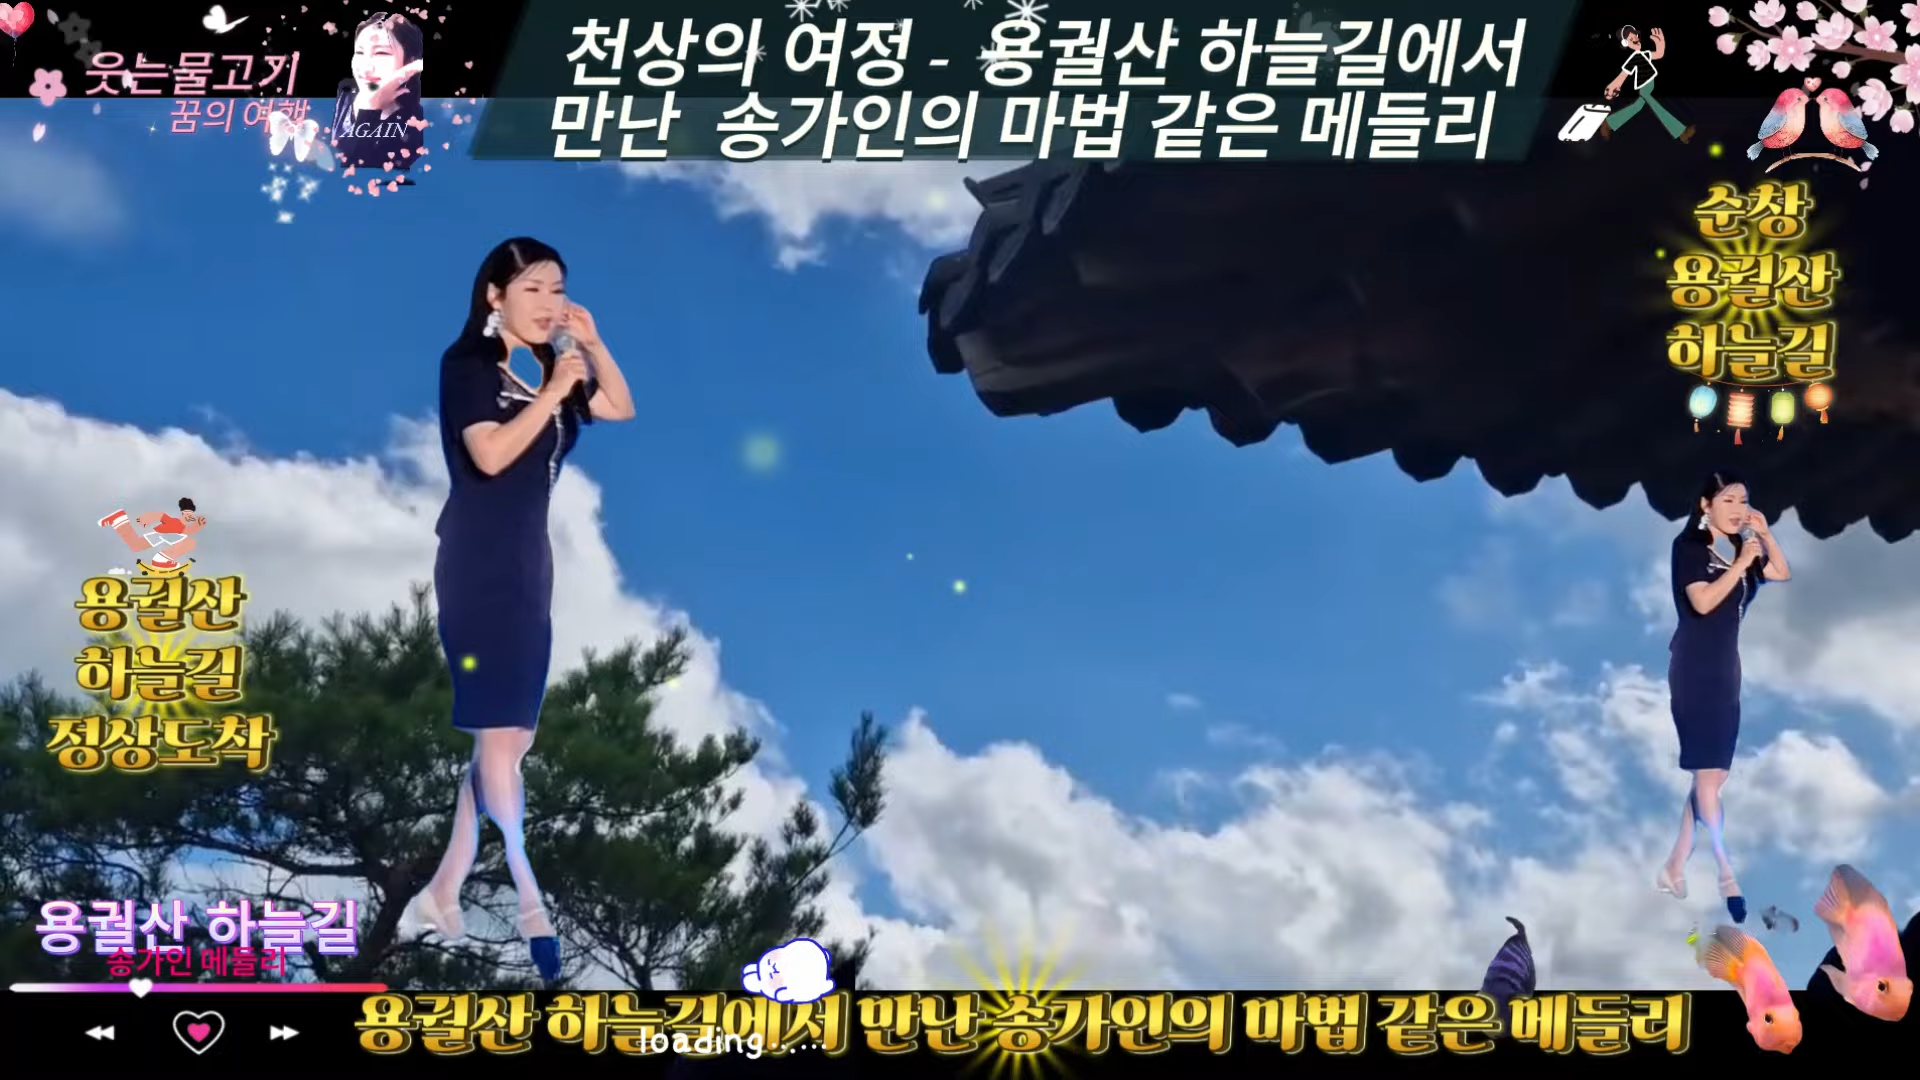 웃는물고기
꿈의 여행
AGAIN
천상의 여정 - 용궐산 하늘길에서
만난 송가인의 마법 같은 메들리
순창
용궐산
하늘길
용궐산
하늘길
정상도착
용궐산 하늘길
송가인 메들리
용궐산 하늘길에서 만난 송가인의 마법 같은 메들리
loading......